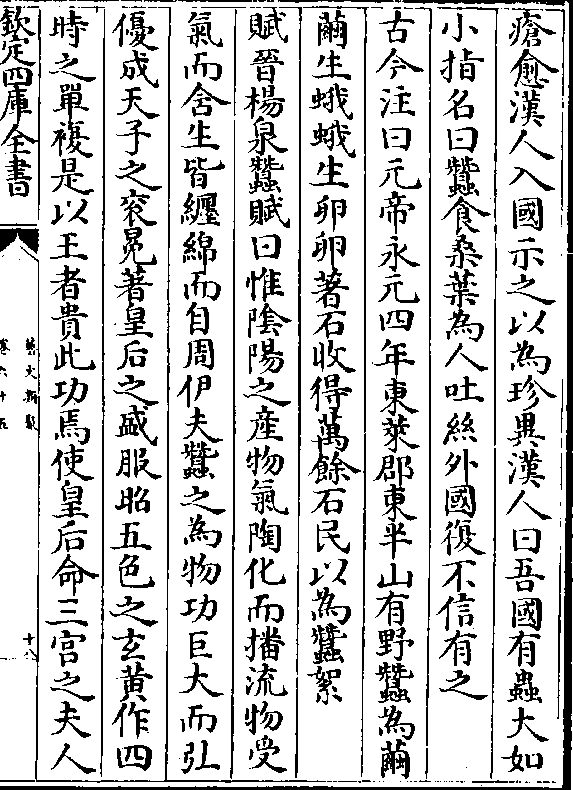 瘡愈漢人入國示之以為珍異漢人曰吾國有蟲大如
小指名曰蠶食桑葉為人吐絲外國復不信有之
古今注曰元帝永元四年東萊郡東半山有野蠶為繭
繭生蛾蛾生卵卵著石收得萬餘石民以為蠶絮
賦晉楊泉蠶賦曰惟陰陽之產物氣陶化而播流物受
氣而含生皆纏綿而自周伊夫蠶之為物功巨大而弘
優成天子之衮冕著皇后之盛服昭五色之玄黃作四
時之單複是以王者貴此功焉使皇后命三宮之夫人
欽定四庫全書
藝文類聚
卷六十五
十八